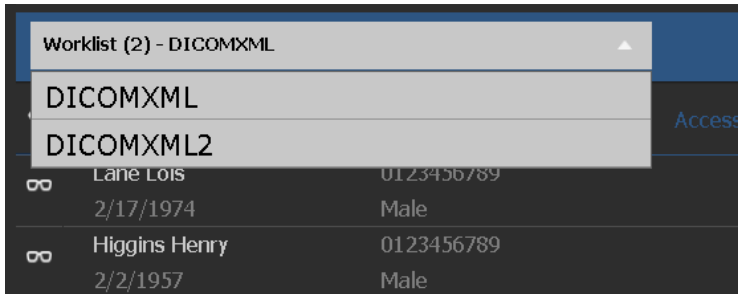 Worklist (2) - DICOMXML
DICOMXML
DICOMXML2
Access
Lane Lois 0123456789
2/17/1974 Male
Higgins Henry 0123456789
2/2/1957 Male